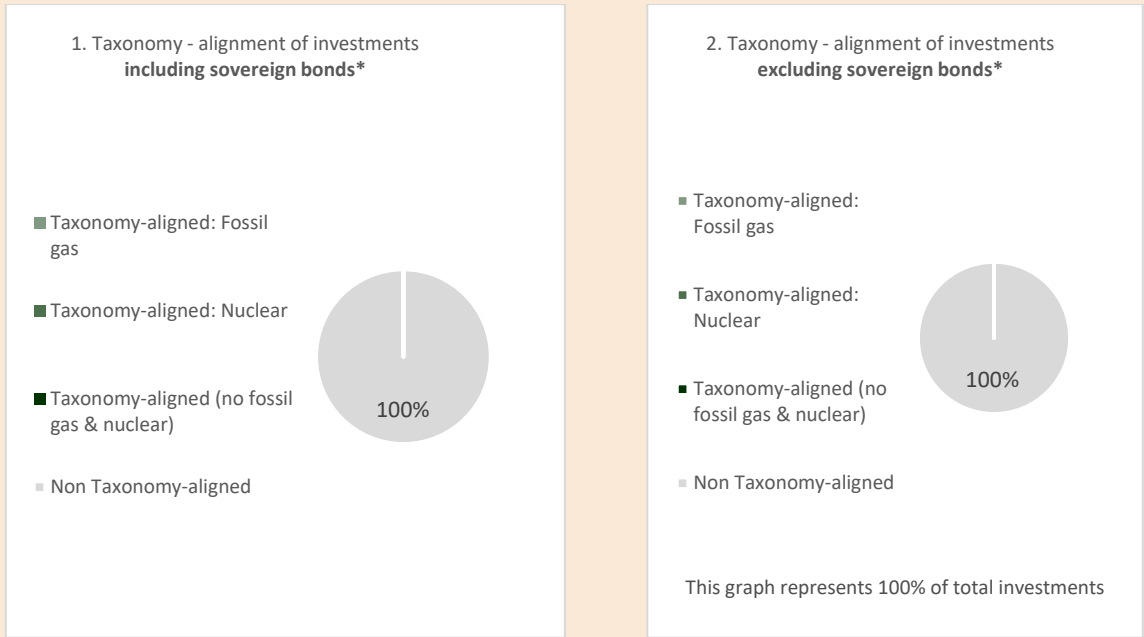 1. Taxonomy - alignment of investments
including sovereign bonds*
Taxonomy-aligned: Fossil
gas
Taxonomy-aligned: Nuclear
Taxonomy-aligned (no fossil
gas & nuclear)
Non Taxonomy-aligned
100%
2. Taxonomy - alignment of investments
excluding sovereign bonds*
Taxonomy-aligned:
Fossil gas
Taxonomy-aligned:
Nuclear
Taxonomy-aligned (no
fossil gas & nuclear)
Non Taxonomy-aligned
100%
This graph represents 100% of total investments